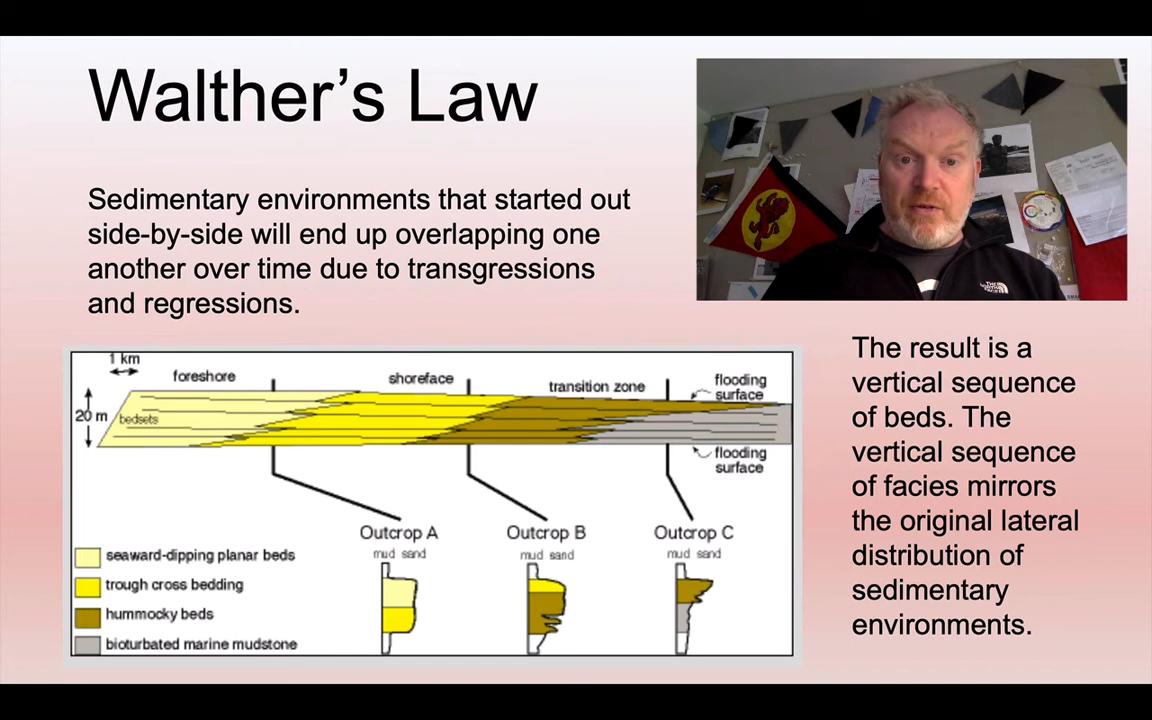 Walther's Law
Sedimentary environments that started out
side-by-side will end up overlapping one
another over time due to transgressions
and regressions.
The result is a
vertical sequence
of beds. The
vertical sequence
of facies mirrors
the original lateral
distribution of
sedimentary
environments.
1 km
foreshore
shoreface
transition zone
flooding
surface
20 m
bedsets
flooding
surface
Outcrop A
Outcrop B
Outcrop C
mud sand
mud sand
mud sand
seaward-dipping planar beds
trough cross bedding
hummocky beds
bioturbated marine mudstone